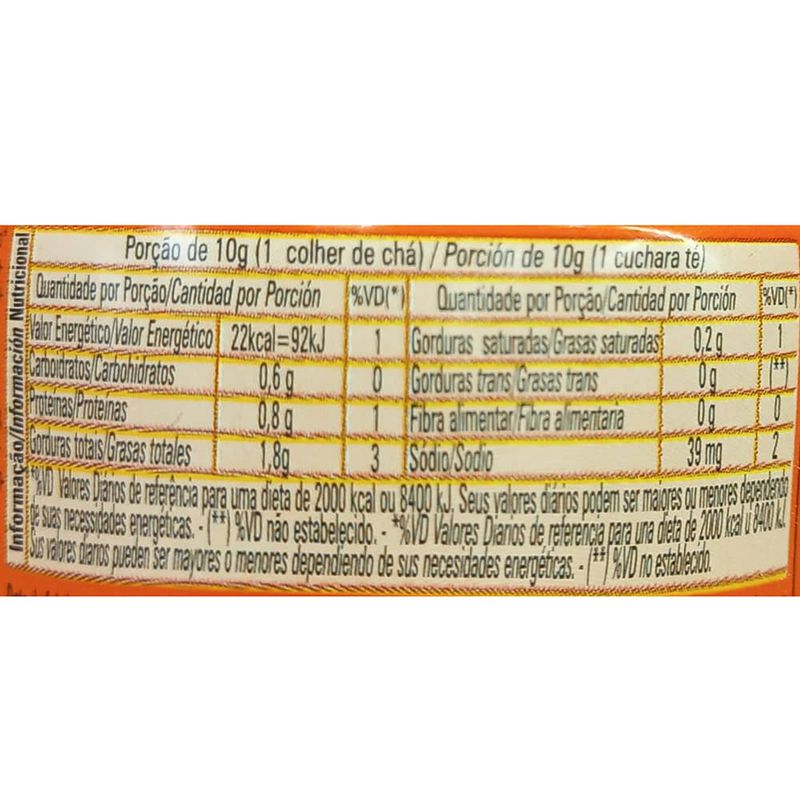 Informação/Información Nutricional
Porção de 10g (1 colher de chá) / Porción de 10g (1 cuchara té)
Quantidade por Porção/Cantidad por Porción %VD(*) Quantidade por Porção/Cantidad por Porción %VD(*)
Valor Energético/Valor Energético 22kcal=92kJ 1 Gorduras saturadas/Grasas saturadas 0,2g 1
Carboidratos/Carbohidratos 0,6 g 0 Gorduras trans/Grasas trans 0g (**)
Proteínas/Proteínas 0,8 g 1 Fibra alimentar/Fibra alimentaria 0g 0
Gorduras totais/Grasas totales 1,8g 3 Sódio/Sodio 39 mg 2
*%VD Valores Diários de referência para uma dieta de 2000 kcal ou 8400 kJ. Seus valores diários podem ser maiores ou menores dependendo
de suas necessidades energéticas. - (**) %VD não estabelecido. - *%VD Valores Diarios de referencia para una dieta de 2000 kcal u 8400 kJ.
Sus valores diarios pueden ser mayores o menores dependiendo de sus necesidades energéticas. - (**) %VD no establecido.